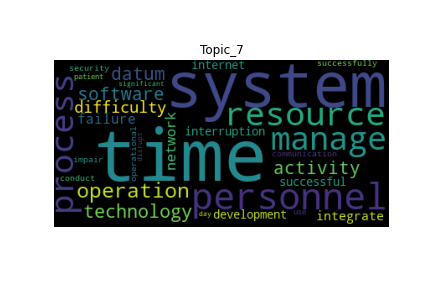 Topic_7
security
internet
successfully
patient
datum
system
significant
software
difficulty
resource
failure
process
time
network
interruption
manage
operational
disrupt
impair
communication
activity
conduct
successful
operation
personnel
technology
day
development
use
integrate